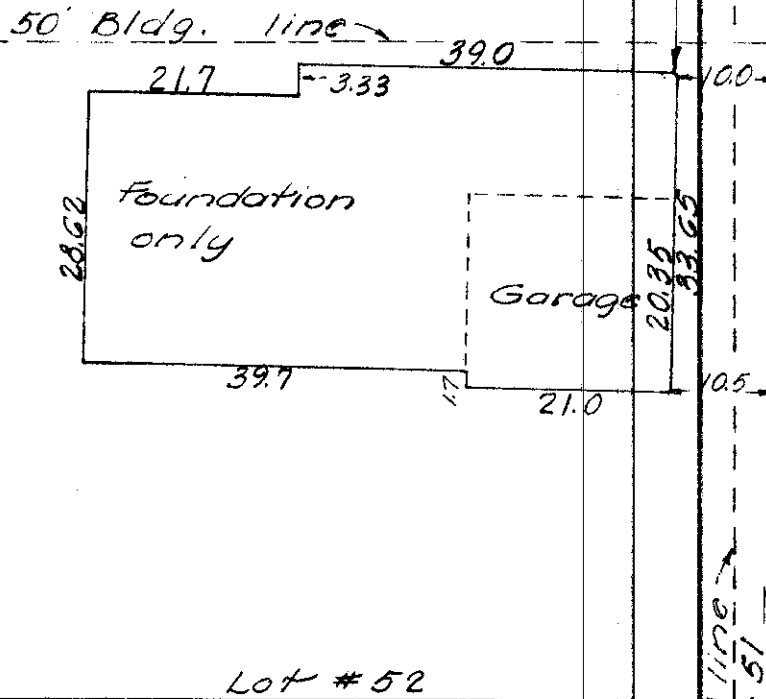 50' Bldg. line
39.0
10.0
21.7
3.33
Foundation
only
28.62
Garage
20.35
33.65
39.7
1.7
21.0
10.5
line
51
Lot #52